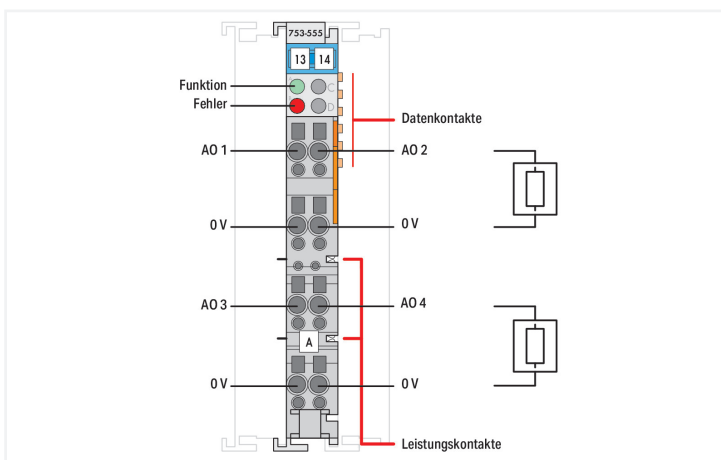 753-555
13 14
Funktion
C
Fehler
D
Datenkontakte
AO 1
AO 2
0 V
0 V
AO 3
AO 4
A
0 V
0 V
Leistungskontakte